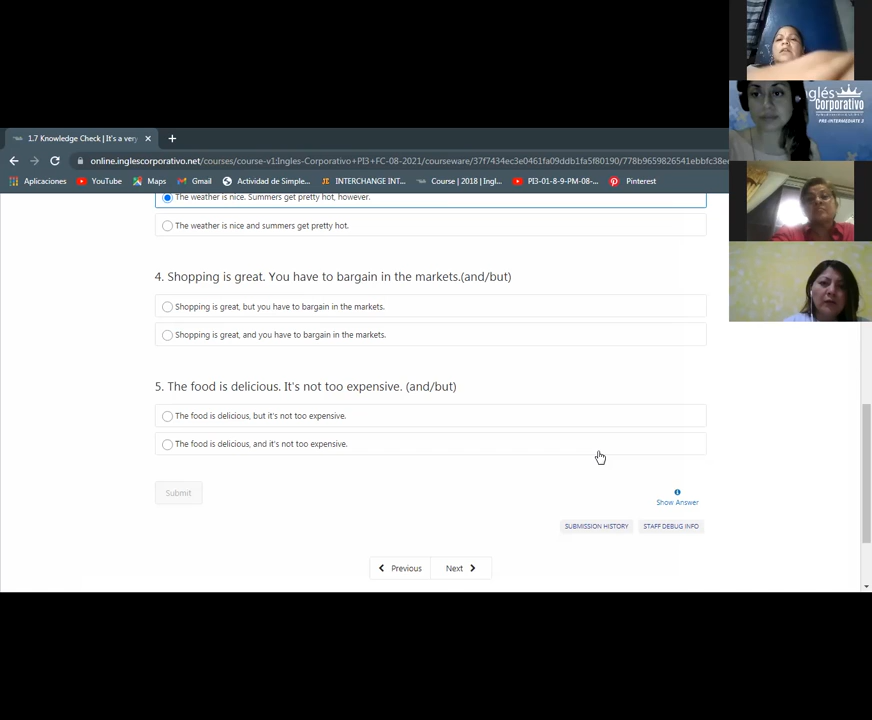 1.7 Knowledge Check | It's a very
online.inglescorporativo.net/courses/course-v1:Ingles-Corporativo+PI3+FC-08-2021/courseware/37f7434ec3e0461fa09ddb1fa5f80190/778b9659826541ebbfc38e
Aplicaciones YouTube Maps Gmail Actividad de Simple... INTERCHANGE INT... Course | 2018 | Ingl... PI3-01-8-9-PM-08-... Pinterest
glés
Corporativo
PRE-INTERMEDIATE 3
The weather is nice. Summers get pretty hot, however.
The weather is nice and summers get pretty hot.
4. Shopping is great. You have to bargain in the markets.(and/but)
Shopping is great, but you have to bargain in the markets.
Shopping is great, and you have to bargain in the markets.
5. The food is delicious. It's not too expensive. (and/but)
The food is delicious, but it's not too expensive.
The food is delicious, and it's not too expensive.
Submit
Show Answer
SUBMISSION HISTORY STAFF DEBUG INFO
Previous Next